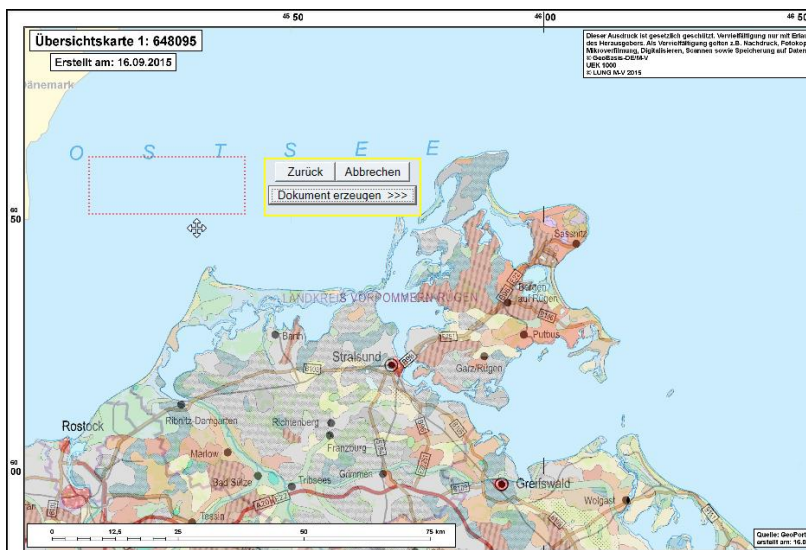 45 50
46 00
46 50
Übersichtskarte 1: 648095
Erstellt am: 16.09.2015
Dieser Ausdruck ist gesetzlich geschützt. Vervielfältigung nur mit Erlau
des Herausgebers. Als Vervielfältigung gelten z.B. Nachdruck, Fotokop
Mikroverfilmung, Digitalisieren, Scannen sowie Speicherung auf Daten
© GeoBasis-DE/M-V
UEK 1000
© LUNG M-V 2015
Dänemark
O S T S E E
Zurück Abbrechen
Dokument erzeugen >>>
60
50
Sassnitz
LANDKREIS VORPOMMERN RÜGEN
Bergen
auf Rügen
Barth
Putbus
Stralsund
Garz/Rügen
Ribnitz-Damgarten
Richtenberg
Rostock
Franzburg
Marlow
60
00
Bad Sülze
Tribsees
Grimmen
Greifswald
Wolgast
Tessin
0 12,5 25 50 75 km
Quelle: GeoPor
erstellt am: 16.0